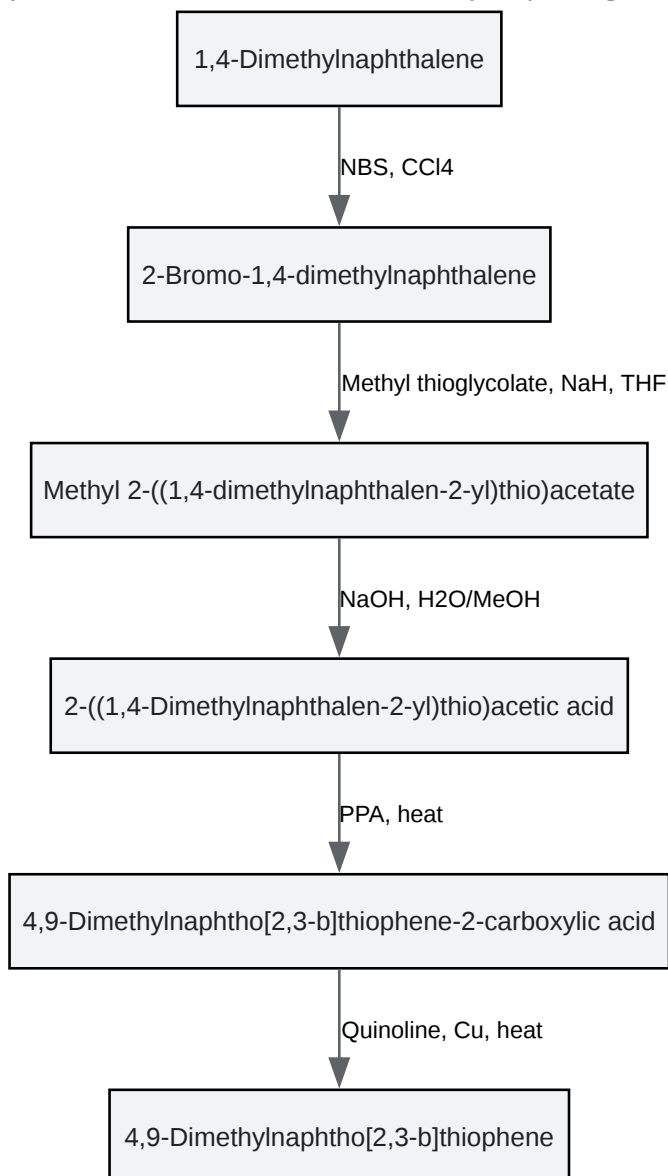 1,4-Dimethylnaphthalene
NBS, CCl4
2-Bromo-1,4-dimethylnaphthalene
Methyl thioglycolate, NaH, THF
Methyl 2-((1,4-dimethylnaphthalen-2-yl)thio)acetate
NaOH, H2O/MeOH
2-((1,4-Dimethylnaphthalen-2-yl)thio)acetic acid
PPA, heat
4,9-Dimethylnaphtho[2,3-b]thiophene-2-carboxylic acid
Quinoline, Cu, heat
4,9-Dimethylnaphtho[2,3-b]thiophene